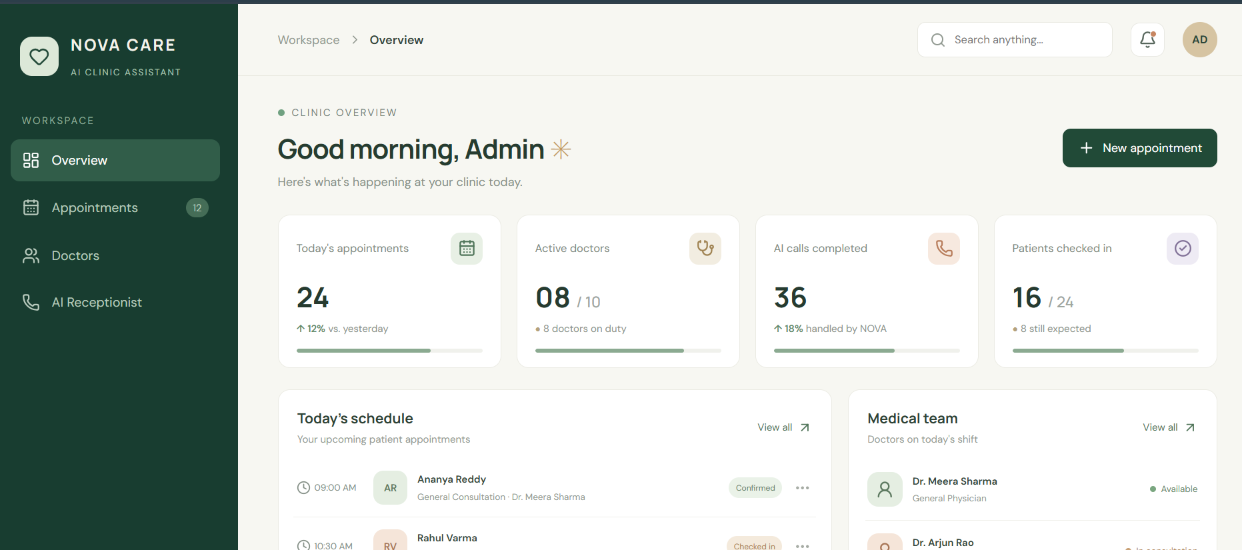 NOVA CARE
AI CLINIC ASSISTANT
WORKSPACE
Overview
Appointments 12
Doctors
AI Receptionist
Workspace > Overview
Search anything...
AD
CLINIC OVERVIEW
Good morning, Admin
Here's what's happening at your clinic today.
+ New appointment
Today's appointments
24
↑ 12% vs. yesterday
Active doctors
08 / 10
• 8 doctors on duty
AI calls completed
36
↑ 18% handled by NOVA
Patients checked in
16 / 24
• 8 still expected
Today's schedule
Your upcoming patient appointments
View all ↗
09:00 AM
AR
Ananya Reddy
General Consultation · Dr. Meera Sharma
Confirmed
10:30 AM
RV
Rahul Varma
Checked in
Medical team
Doctors on today's shift
View all ↗
Dr. Meera Sharma
General Physician
Available
Dr. Arjun Rao
In consultation